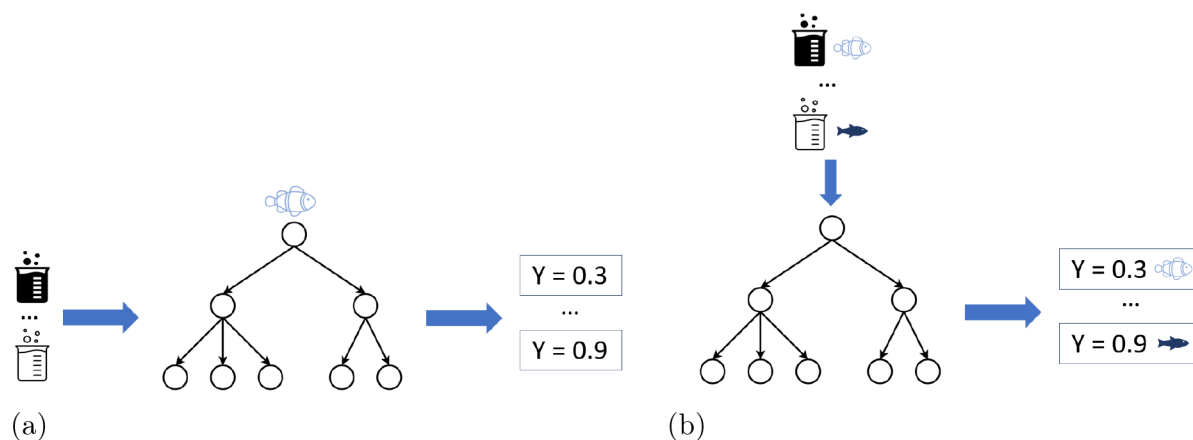 ...
...
Y = 0.3
...
Y = 0.9
Y = 0.3
...
Y = 0.9
(a)
(b)